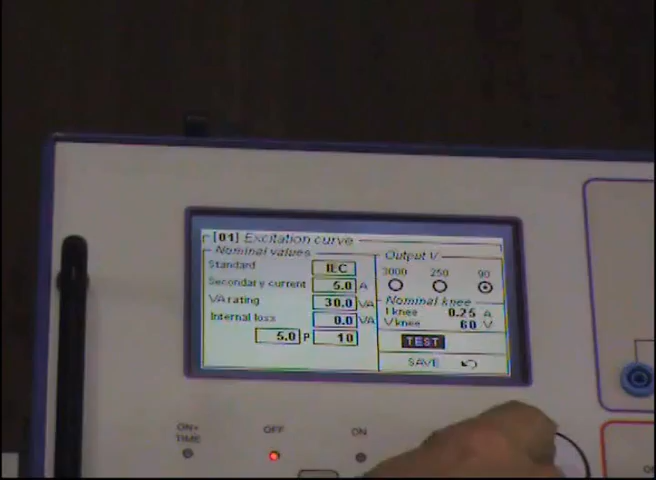 [01] Excitation curve
Nominal values
Standard IEC
Secondary current 5.0 A
VA rating 30.0 VA
Internal loss 0.0 VA
5.0 P 10
Output V
3000 250 90
Nominal knee
I knee 0.25 A
V knee 60 V
TEST
SAVE
ON+
TIME
OFF
ON